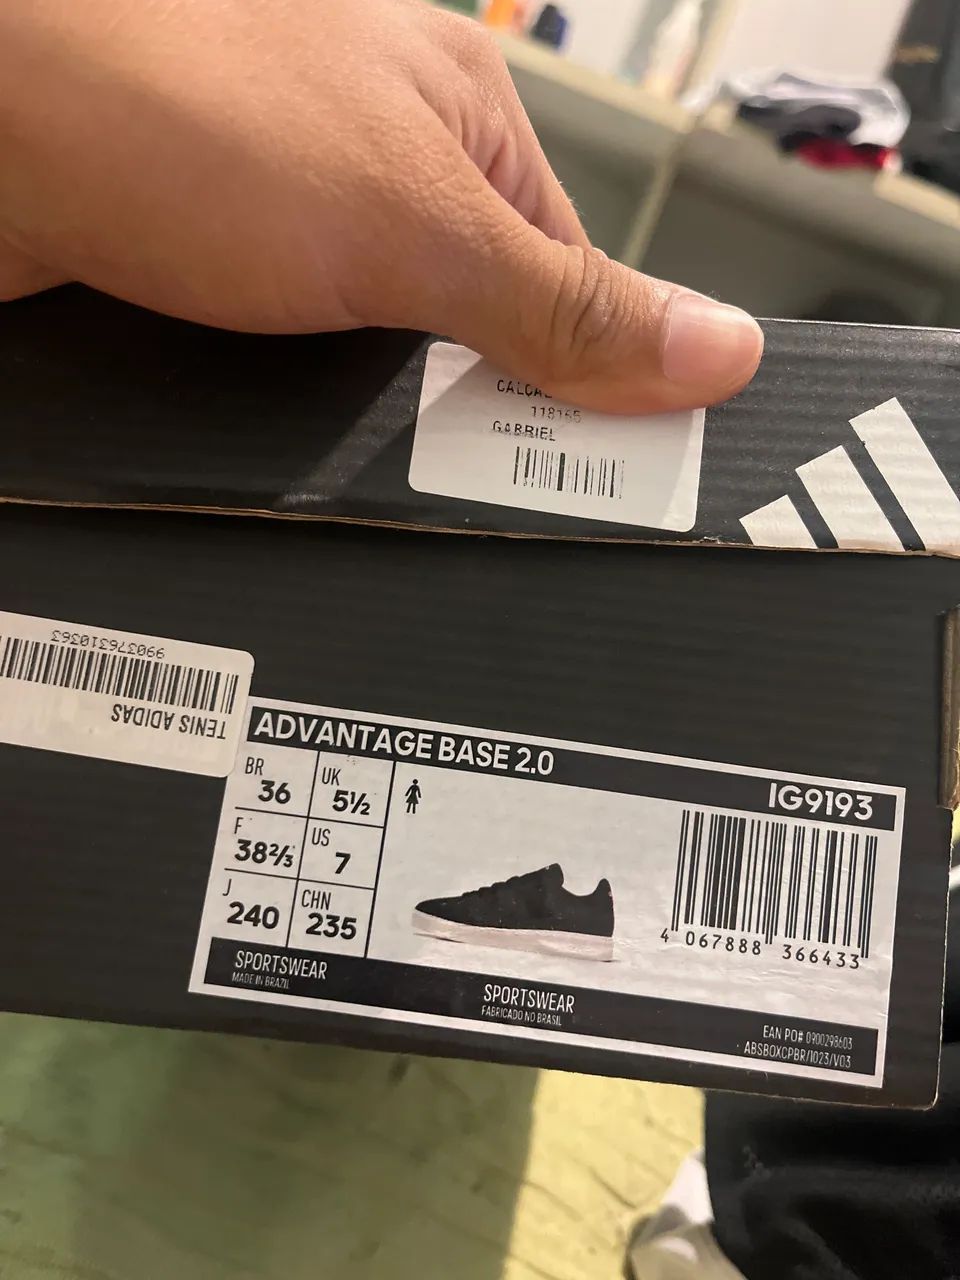 118165
GABRIEL
990376310363
TENIS ADIDAS
ADVANTAGE BASE 2.0
IG9193
BR
36
UK
5½
F
38⅔
US
7
J
240
CHN
235
4 067888 366433
SPORTSWEAR
MADE IN BRAZIL
SPORTSWEAR
FABRICADO NO BRASIL
EAN PO# 0900298603
ABSBOXCPBR/1023/V03